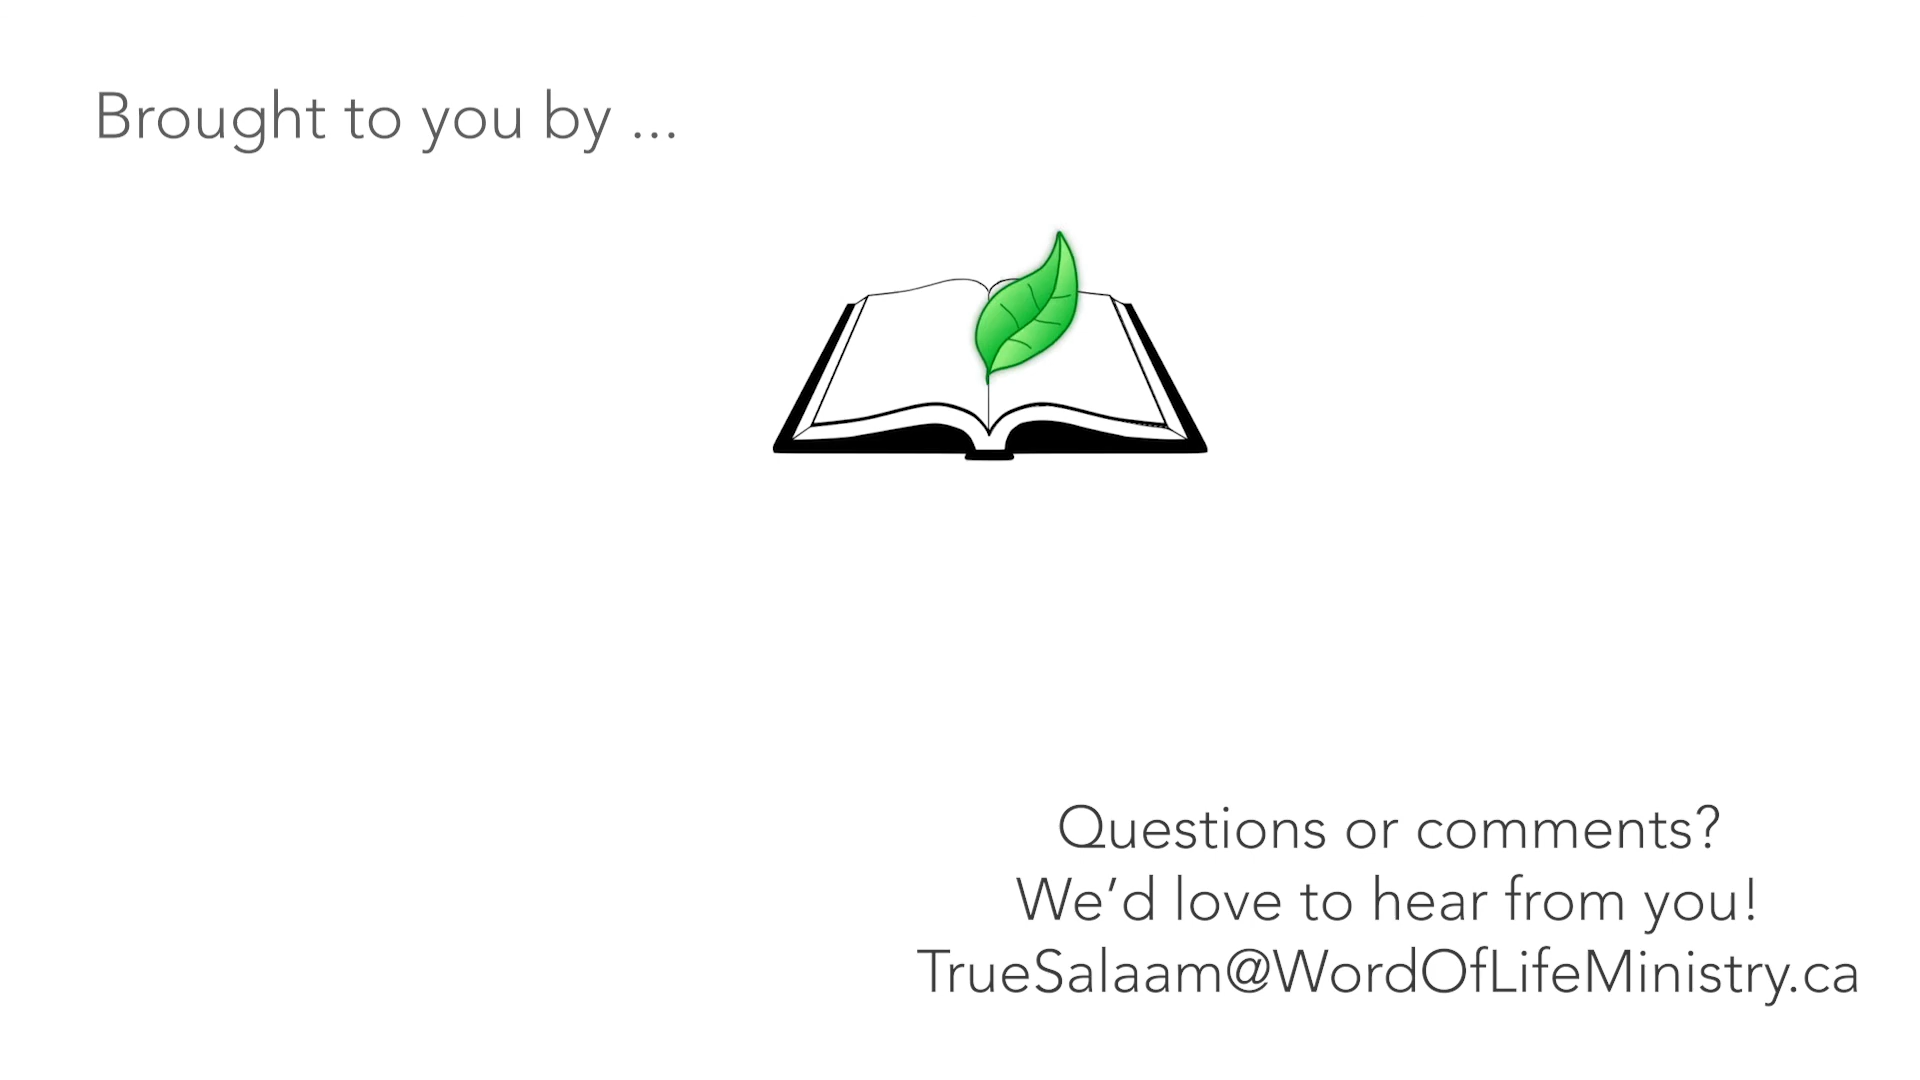 Brought to you by ...
Questions or comments?
We’d love to hear from you!
TrueSalaam@WordOfLifeMinistry.ca